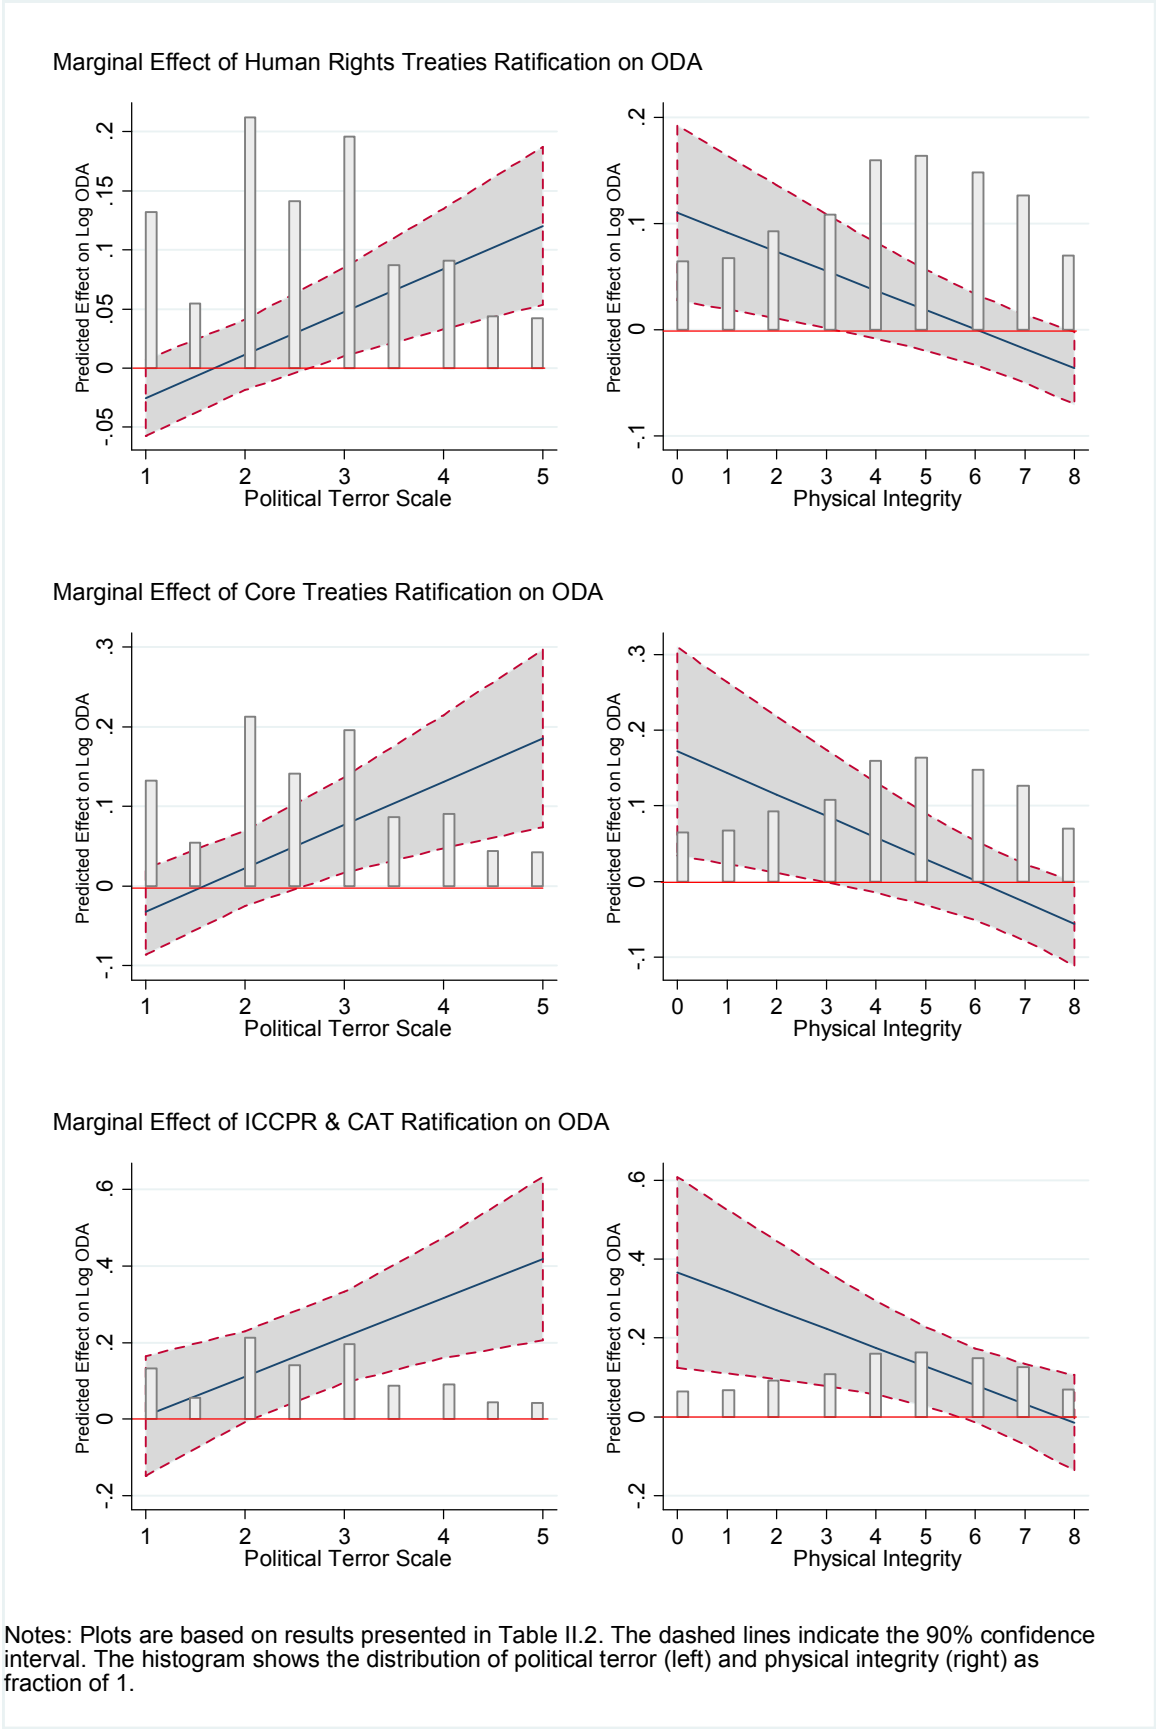 Marginal Effect of Human Rights Treaties Ratification on ODA
Predicted Effect on Log ODA
-.05 0 .05 .1 .15 .2
1 2 3 4 5
Political Terror Scale
Predicted Effect on Log ODA
-.1 0 .1 .2
0 1 2 3 4 5 6 7 8
Physical Integrity
Marginal Effect of Core Treaties Ratification on ODA
Predicted Effect on Log ODA
-.1 0 .1 .2 .3
1 2 3 4 5
Political Terror Scale
Predicted Effect on Log ODA
-.1 0 .1 .2 .3
0 1 2 3 4 5 6 7 8
Physical Integrity
Marginal Effect of ICCPR & CAT Ratification on ODA
Predicted Effect on Log ODA
-.2 0 .2 .4 .6
1 2 3 4 5
Political Terror Scale
Predicted Effect on Log ODA
-.2 0 .2 .4 .6
0 1 2 3 4 5 6 7 8
Physical Integrity
Notes: Plots are based on results presented in Table II.2. The dashed lines indicate the 90% confidence
interval. The histogram shows the distribution of political terror (left) and physical integrity (right) as
fraction of 1.